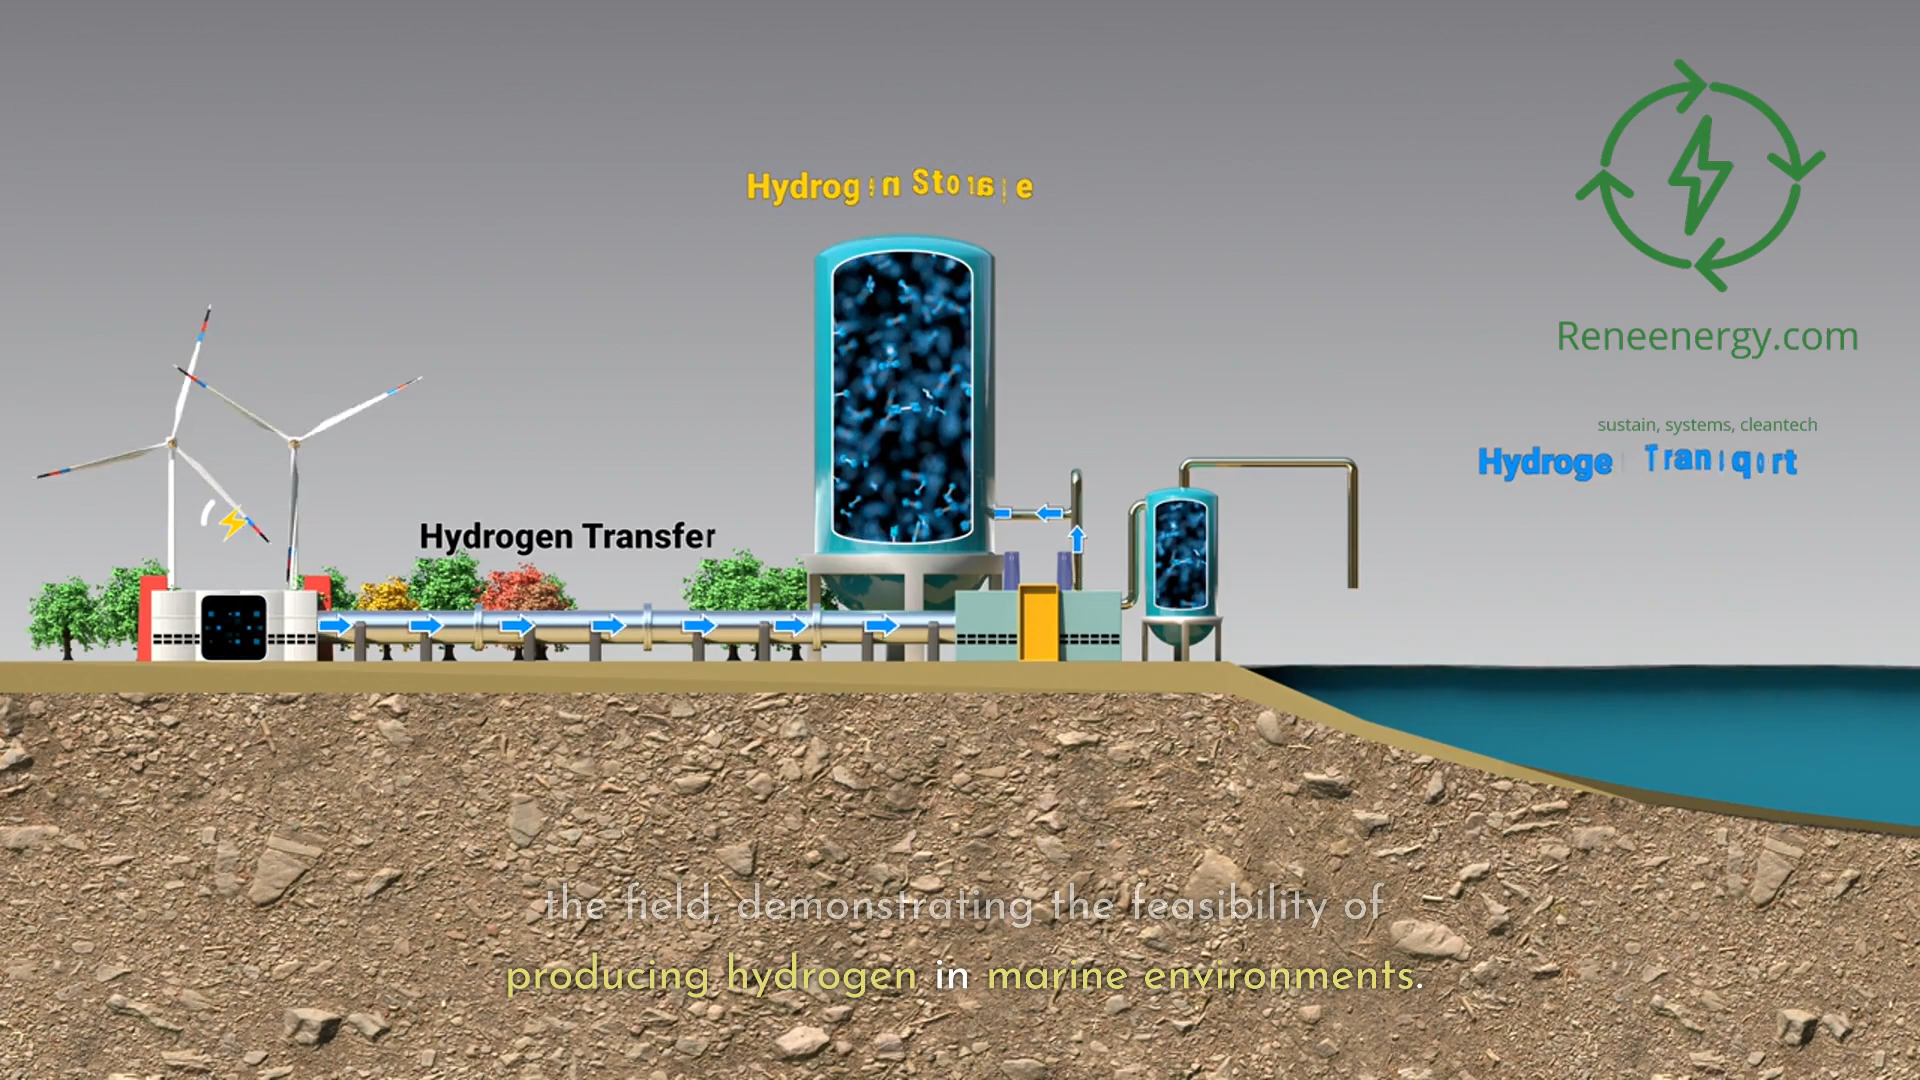 Reneenergy.com
sustain, systems, cleantech
Hydrogen Transfer
the field, demonstrating the feasibility of
producing hydrogen in marine environments.